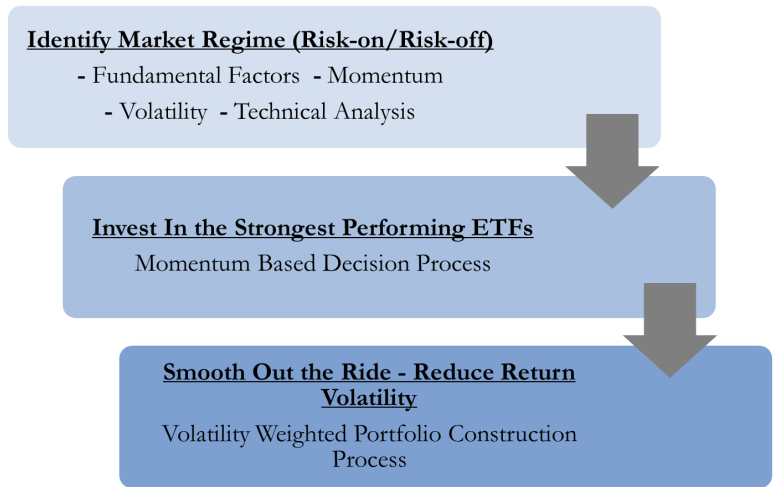 Identify Market Regime (Risk-on/Risk-off)
- Fundamental Factors - Momentum
- Volatility - Technical Analysis
Invest In the Strongest Performing ETFs
Momentum Based Decision Process
Smooth Out the Ride - Reduce Return
Volatility
Volatility Weighted Portfolio Construction
Process